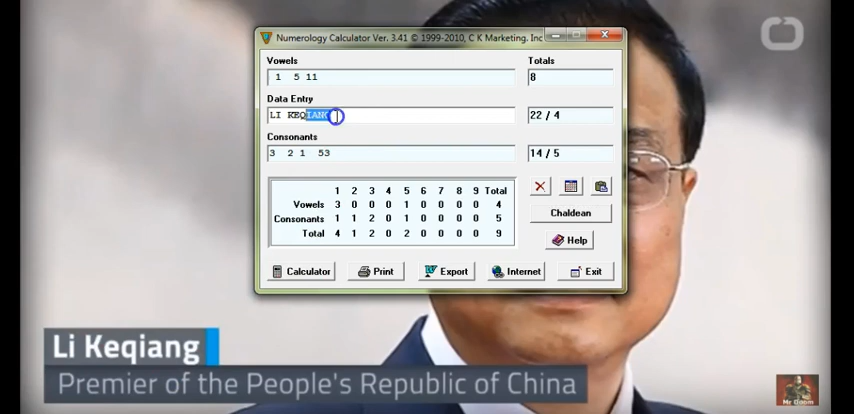 Numerology Calculator Ver. 3.41 © 1999-2010, C K Marketing. Inc
Vowels
Totals
1 5 11
8
Data Entry
LI KEQIANG
22 / 4
Consonants
3 2 1 53
14 / 5
1 2 3 4 5 6 7 8 9 Total
Vowels 3 0 0 0 1 0 0 0 0 4
Consonants 1 1 2 0 1 0 0 0 0 5
Total 4 1 2 0 2 0 0 0 0 9
Chaldean
Help
Calculator Print Export Internet Exit
Li Keqiang
Premier of the People's Republic of China
Mr Doom